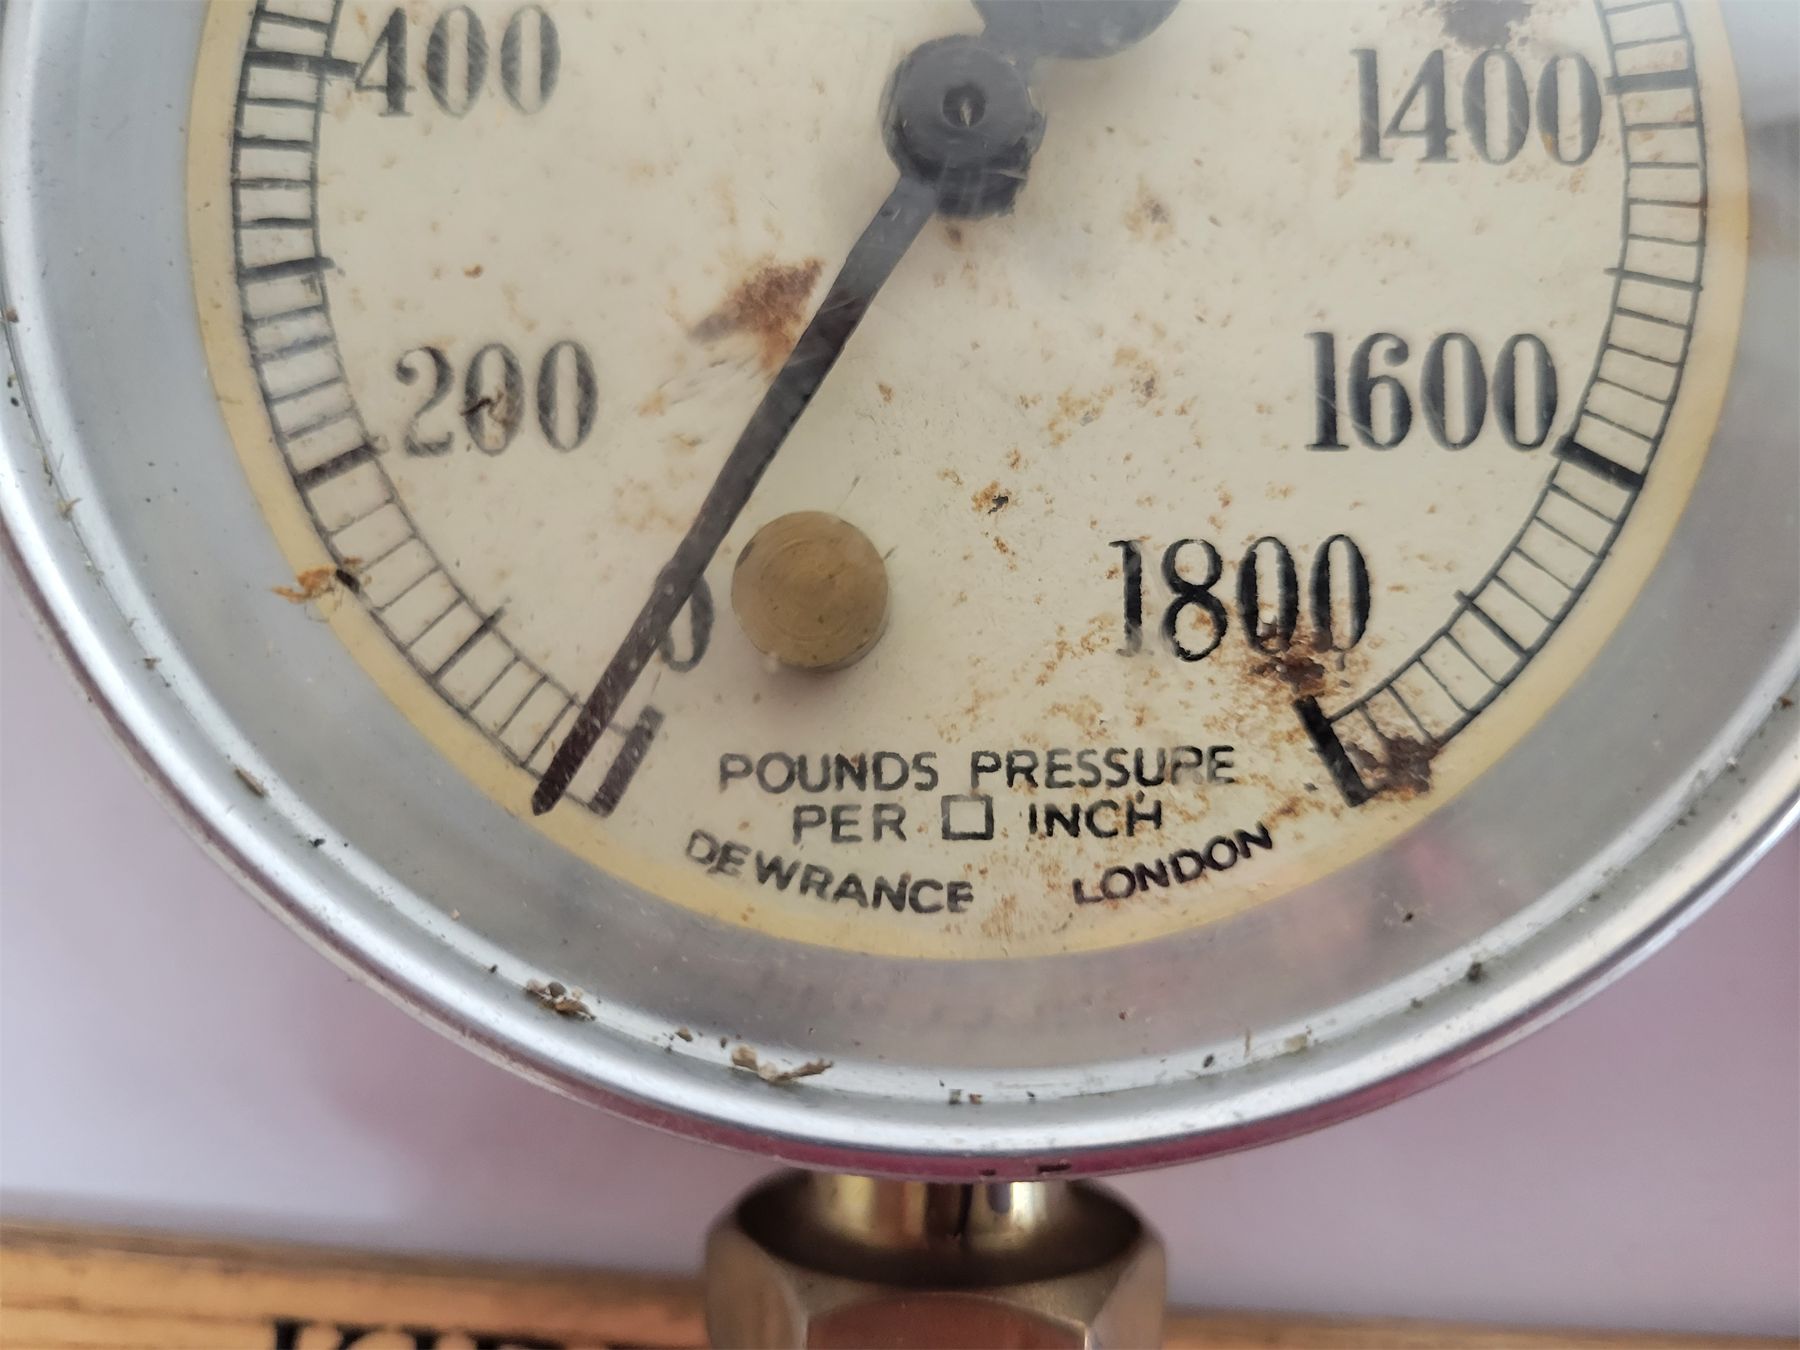 400
1400
200
1600
0
1800
POUNDS PRESSURE
PER □ INCH
DEWRANCE LONDON